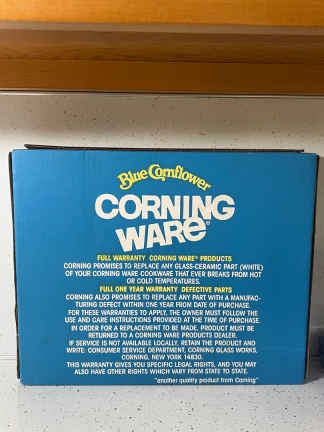 Blue Cornflower
CORNING
WARE®
FULL WARRANTY CORNING WARE® PRODUCTS
CORNING PROMISES TO REPLACE ANY GLASS-CERAMIC PART (WHITE)
OF YOUR CORNING WARE COOKWARE THAT EVER BREAKS FROM HOT
OR COLD TEMPERATURES.
FULL ONE YEAR WARRANTY DEFECTIVE PARTS
CORNING ALSO PROMISES TO REPLACE ANY PART WITH A MANUFAC-
TURING DEFECT WITHIN ONE YEAR FROM DATE OF PURCHASE.
FOR THESE WARRANTIES TO APPLY, THE OWNER MUST FOLLOW THE
USE AND CARE INSTRUCTIONS PROVIDED AT THE TIME OF PURCHASE.
IN ORDER FOR A REPLACEMENT TO BE MADE, PRODUCT MUST BE
RETURNED TO A CORNING WARE PRODUCTS DEALER.
IF SERVICE IS NOT AVAILABLE LOCALLY, RETAIN THE PRODUCT AND
WRITE: CONSUMER SERVICE DEPARTMENT, CORNING GLASS WORKS,
CORNING, NEW YORK 14830.
THIS WARRANTY GIVES YOU SPECIFIC LEGAL RIGHTS, AND YOU MAY
ALSO HAVE OTHER RIGHTS WHICH VARY FROM STATE TO STATE.
"another quality product from Corning"